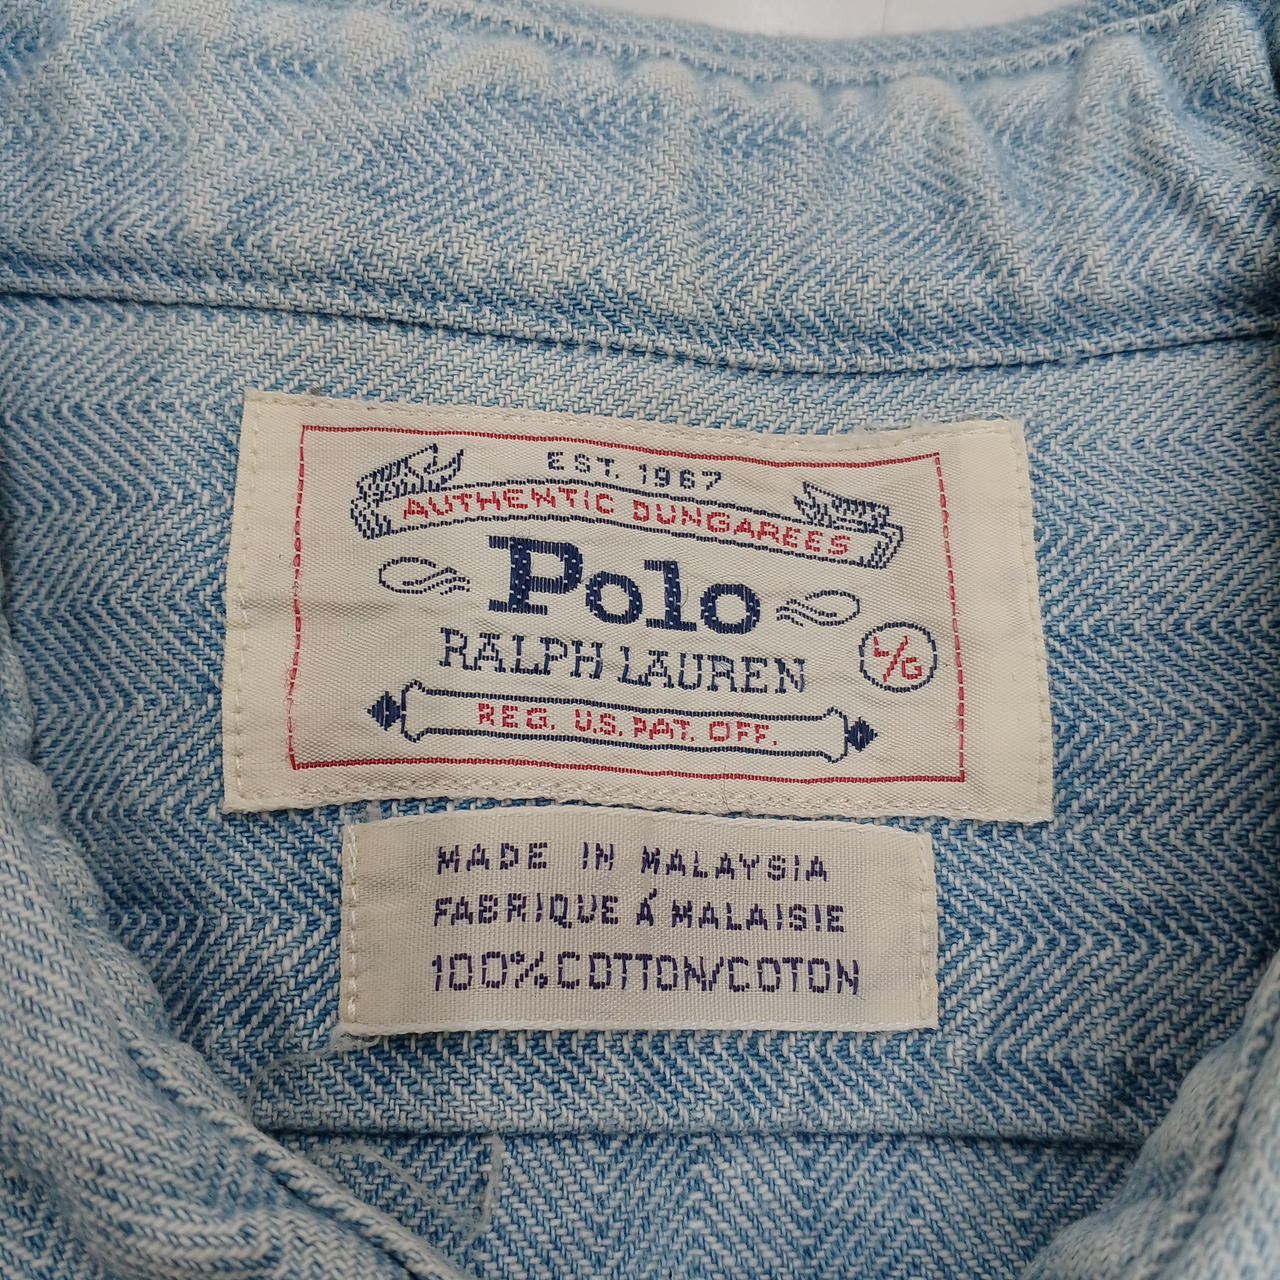 EST. 1967
AUTHENTIC DUNGAREES
Polo
RALPH LAUREN
L/G
REG. U.S. PAT. OFF.
MADE IN MALAYSIA
FABRIQUE Á MALAISIE
100% COTTON/COTON